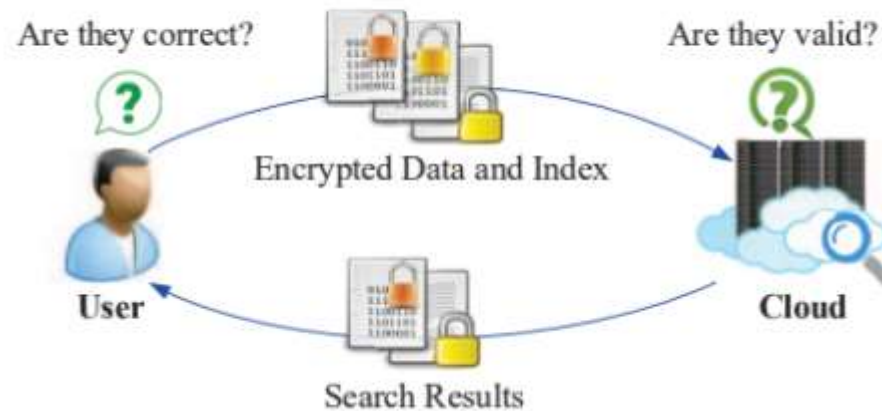 Are they correct?
Are they valid?
Encrypted Data and Index
User
Cloud
Search Results